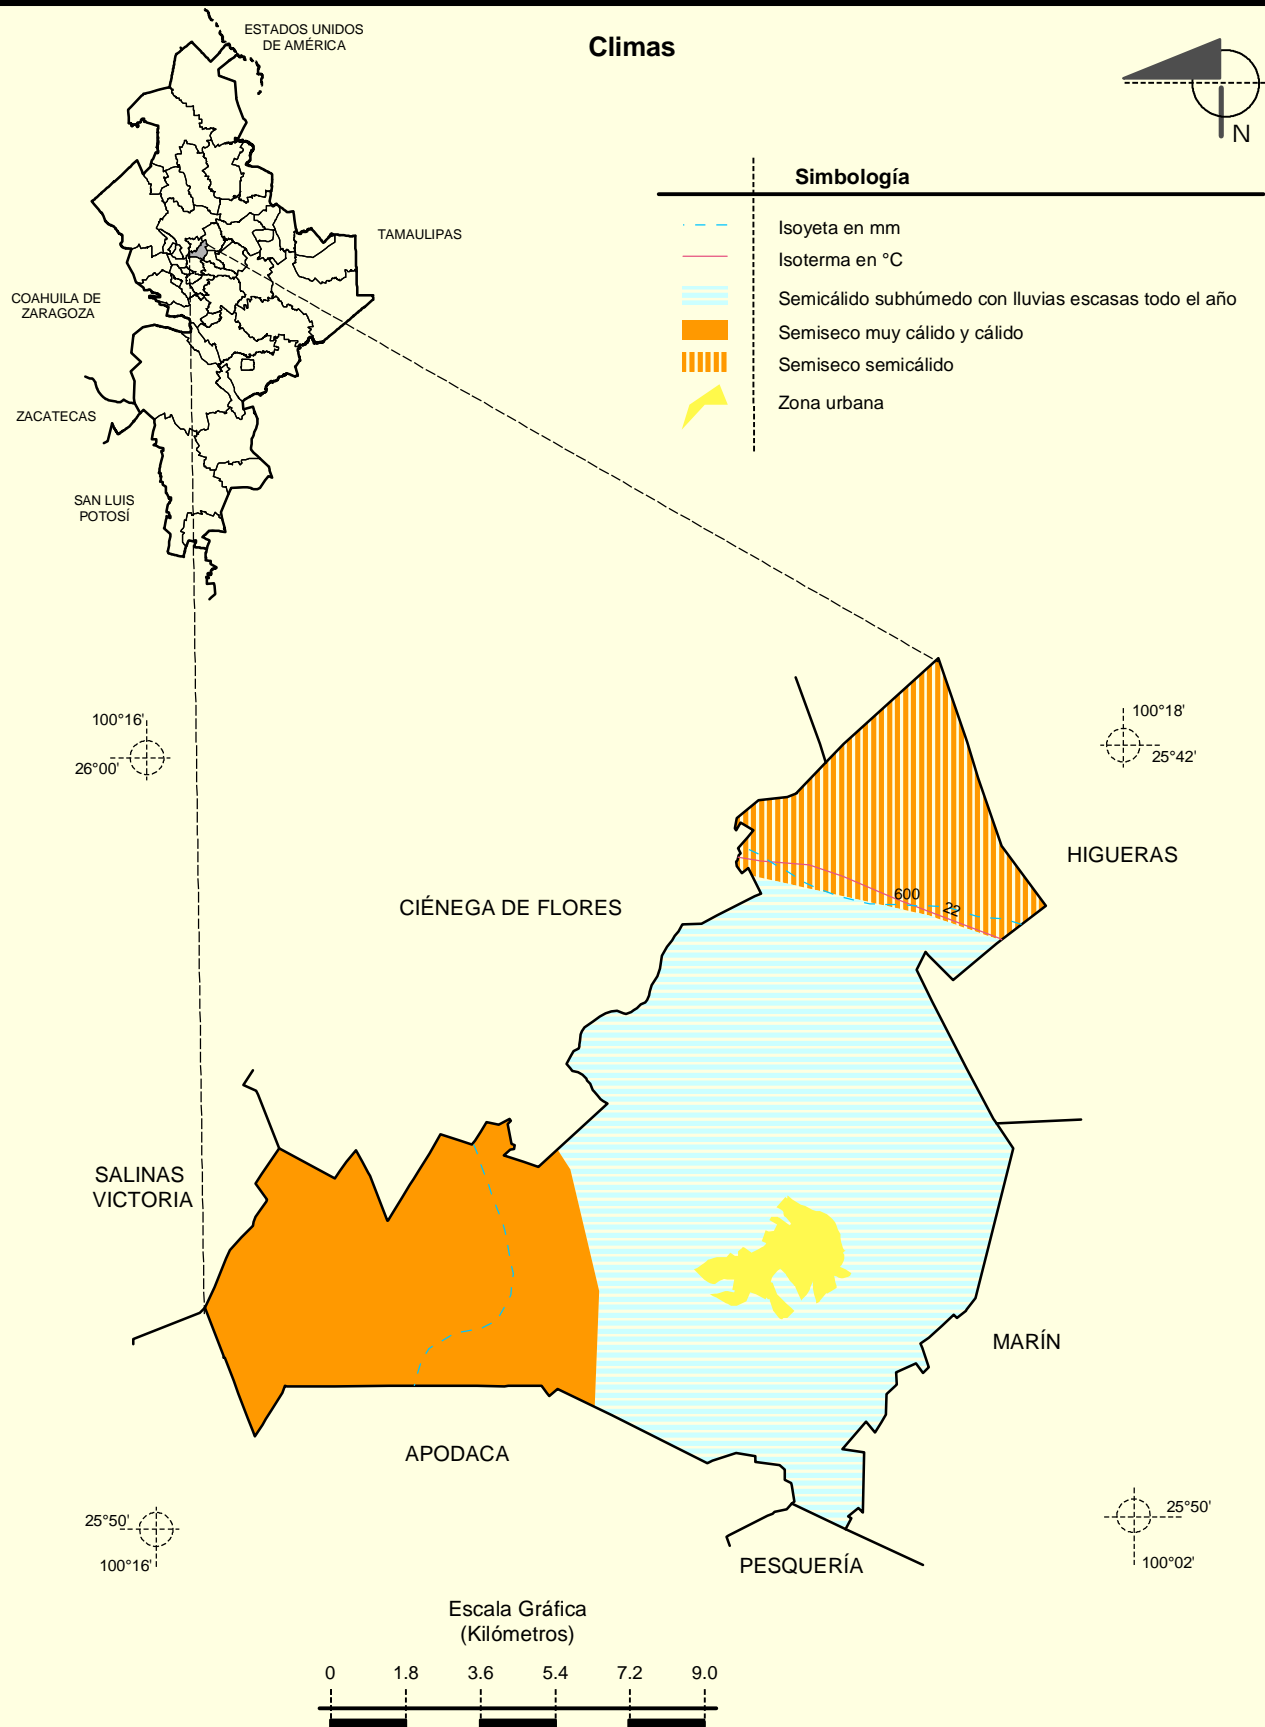 ESTADOS UNIDOS
DE AMÉRICA
Climas
N
Simbología
TAMAULIPAS
Isoyeta en mm
Isoterma en °C
COAHUILA DE
ZARAGOZA
Semicálido subhúmedo con lluvias escasas todo el año
Semiseco muy cálido y cálido
Semiseco semicálido
Zona urbana
ZACATECAS
SAN LUIS
POTOSÍ
100°16'
26°00'
100°18'
25°42'
HIGUERAS
600
22
CIÉNEGA DE FLORES
SALINAS
VICTORIA
MARÍN
APODACA
25°50'
100°16'
25°50'
100°02'
PESQUERÍA
Escala Gráfica
(Kilómetros)
0 1.8 3.6 5.4 7.2 9.0